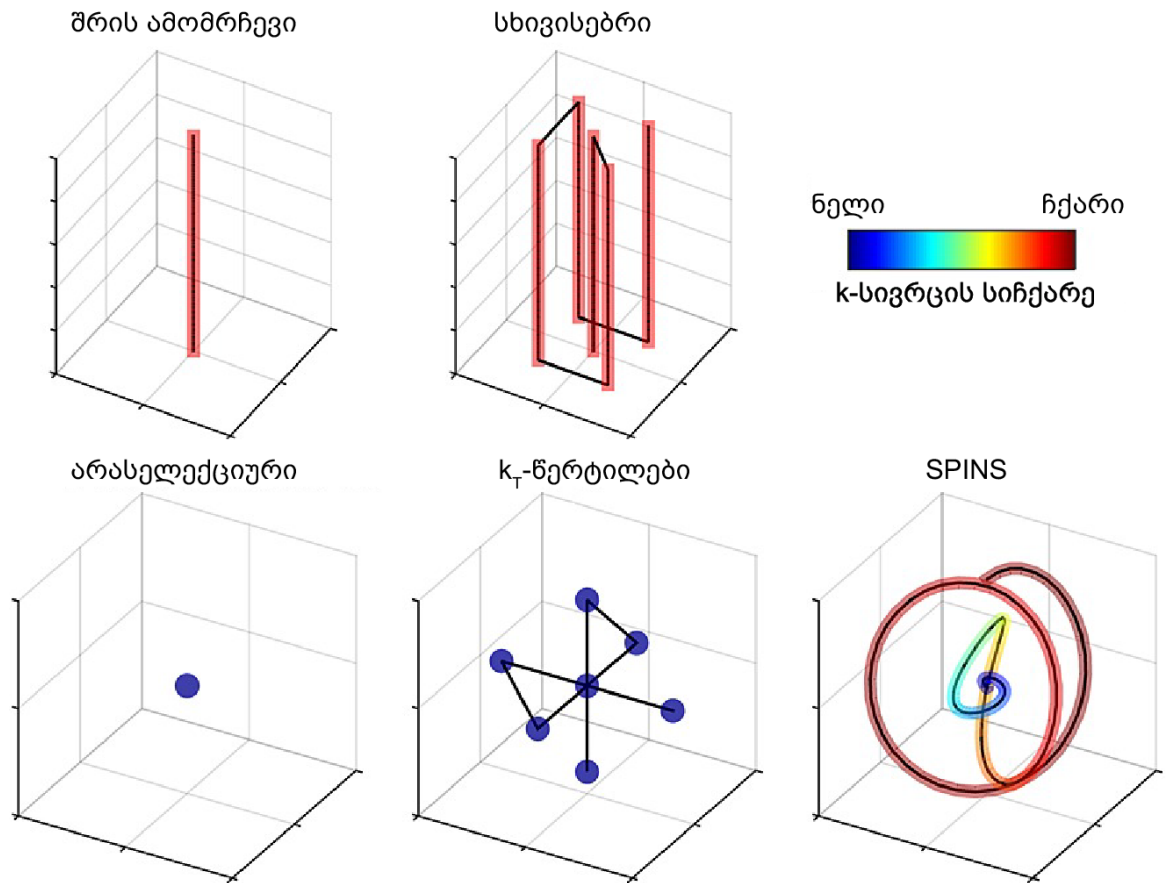 შრის ამომრჩევი
სხივისებრი
ნელი
ჩქარი
k-სივრცის სიჩქარე
არასელექციური
kT-წერტილები
SPINS